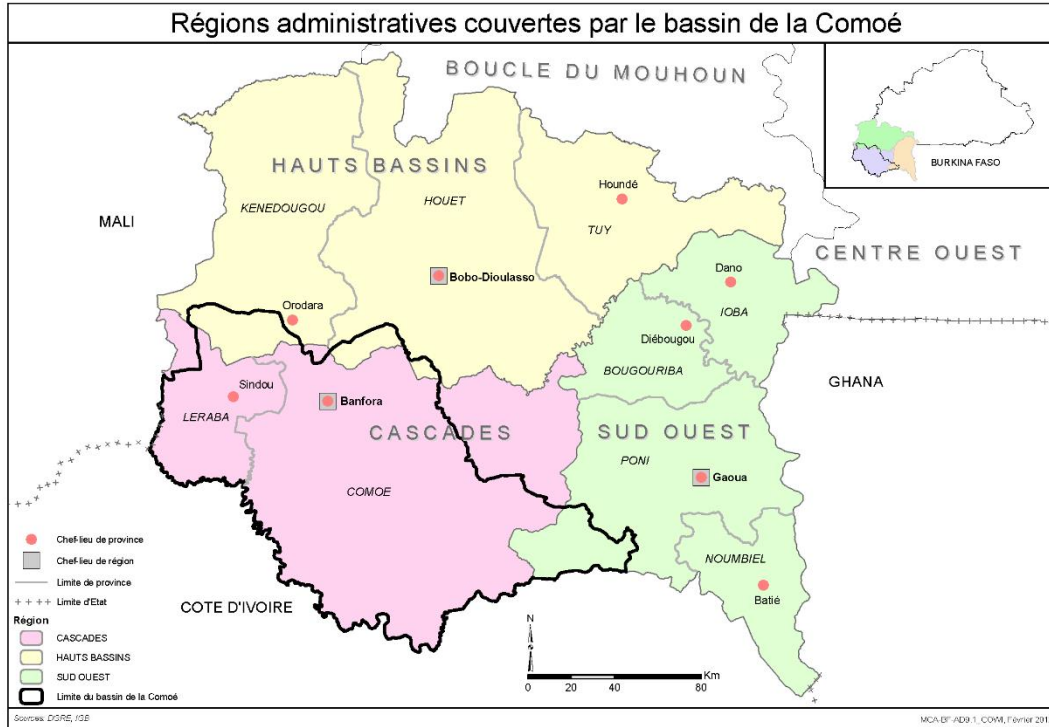 Régions administratives couvertes par le bassin de la Comoé
BOUCLE DU MOUHOUN
BURKINA FASO
HAUTS BASSINS
KENEDOUGOU
HOUET
Houndé
TUY
MALI
CENTRE OUEST
Bobo-Dioulasso
Dano
IOBA
Orodara
Diébougou
BOUGOURIBA
GHANA
Sindou
LERABA
Banfora
CASCADES
SUD OUEST
PONI
Gaoua
COMOE
NOUMBIEL
Batié
COTE D'IVOIRE
Chef-lieu de province
Chef-lieu de région
Limite de province
Limite d'Etat
Région
CASCADES
HAUTS BASSINS
SUD OUEST
Limite du bassin de la Comoé
N
Km
0 20 40 80
Sources: DGRE, IGB
MCA-BF-AD9.1_COWI, Février